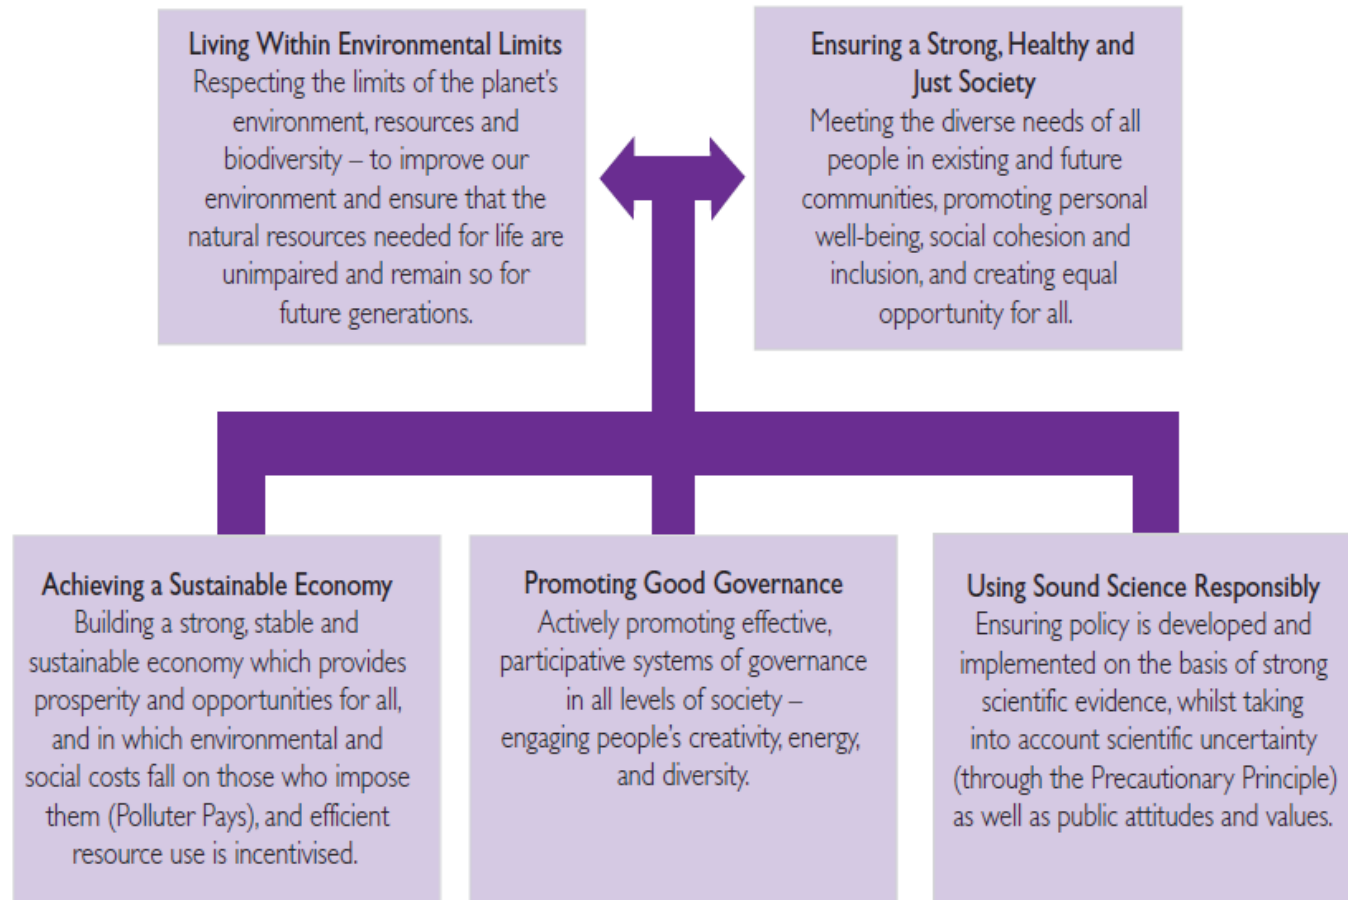 Living Within Environmental Limits
Respecting the limits of the planet's
environment, resources and
biodiversity – to improve our
environment and ensure that the
natural resources needed for life are
unimpaired and remain so for
future generations.
Ensuring a Strong, Healthy and
Just Society
Meeting the diverse needs of all
people in existing and future
communities, promoting personal
well-being, social cohesion and
inclusion, and creating equal
opportunity for all.
Achieving a Sustainable Economy
Building a strong, stable and
sustainable economy which provides
prosperity and opportunities for all,
and in which environmental and
social costs fall on those who impose
them (Polluter Pays), and efficient
resource use is incentivised.
Promoting Good Governance
Actively promoting effective,
participative systems of governance
in all levels of society –
engaging people's creativity, energy,
and diversity.
Using Sound Science Responsibly
Ensuring policy is developed and
implemented on the basis of strong
scientific evidence, whilst taking
into account scientific uncertainty
(through the Precautionary Principle)
as well as public attitudes and values.